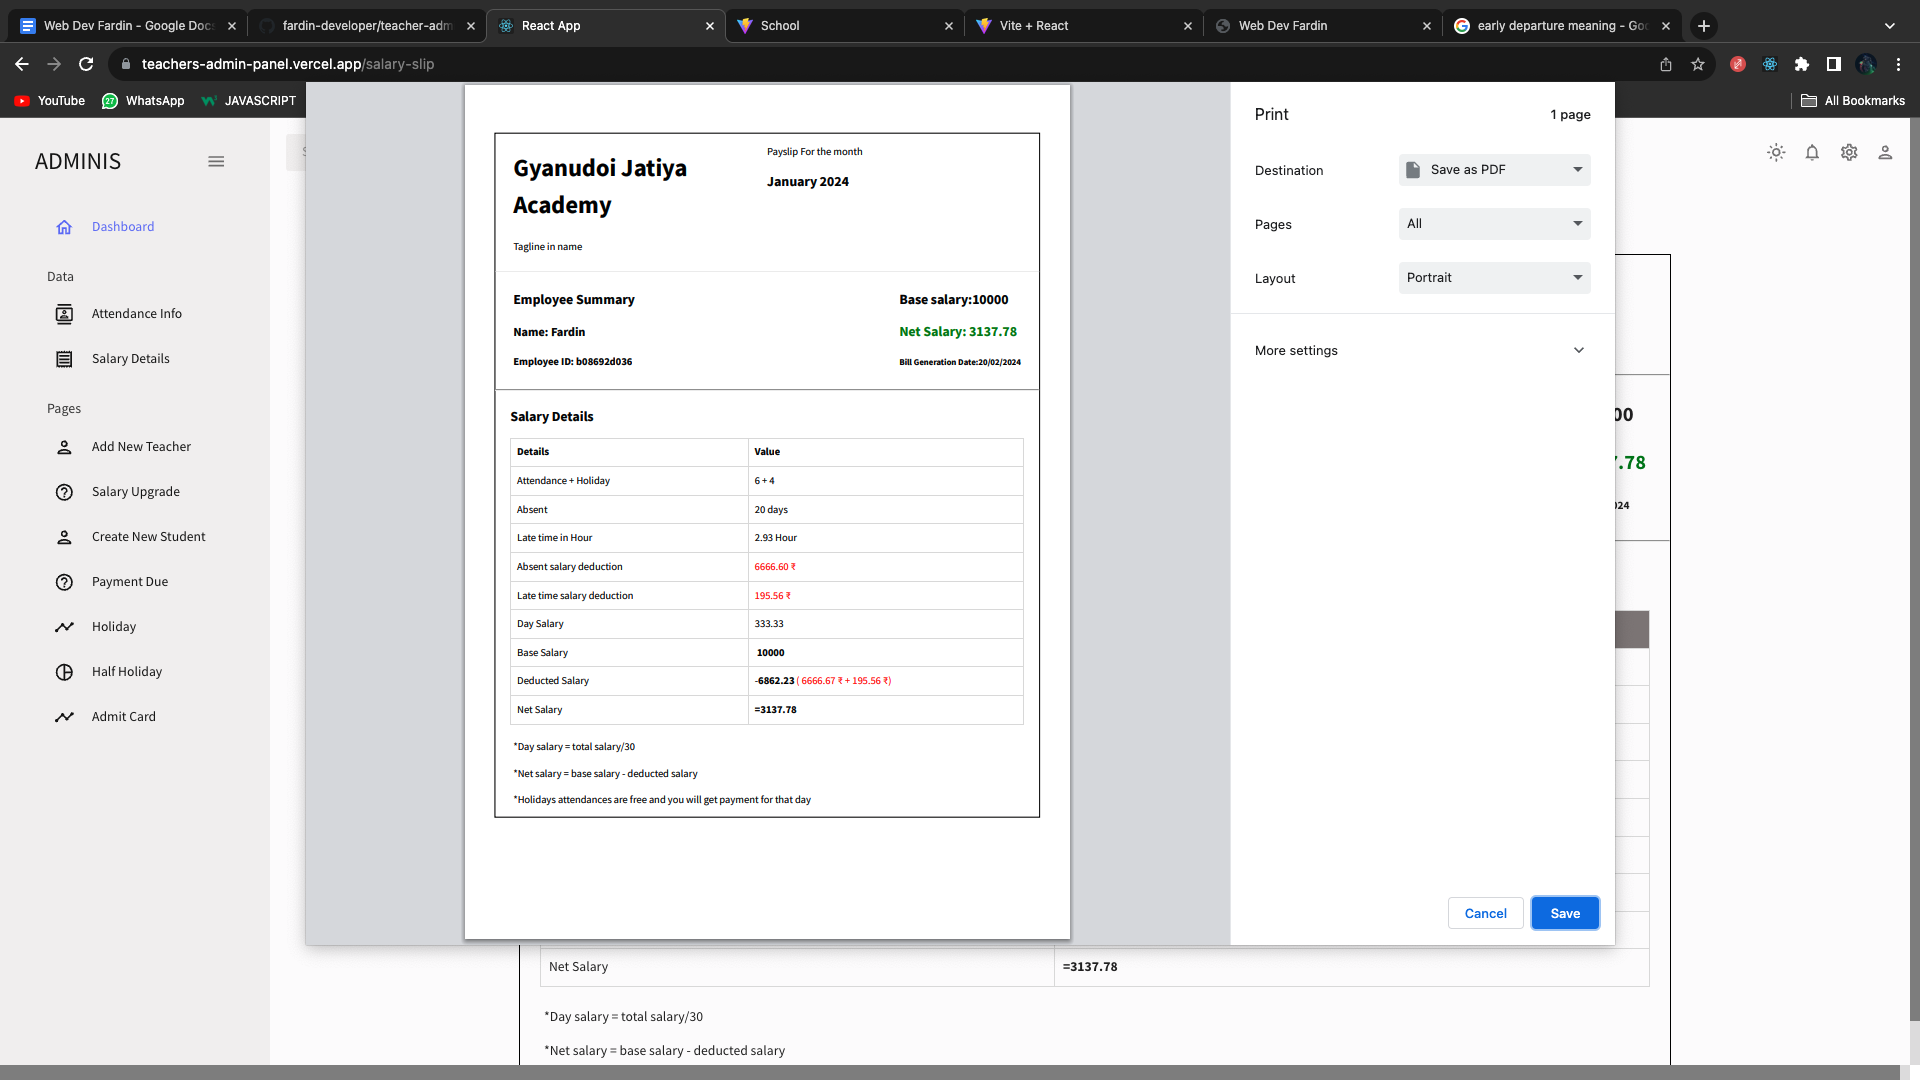 Web Dev Fardin - Google Docs
fardin-developer/teacher-adm
React App
School
Vite + React
Web Dev Fardin
early departure meaning - Goo
teachers-admin-panel.vercel.app/salary-slip
YouTube
27
WhatsApp
JAVASCRIPT
All Bookmarks
ADMINIS
Dashboard
Data
Attendance Info
Salary Details
Pages
Add New Teacher
Salary Upgrade
Create New Student
Payment Due
Holiday
Half Holiday
Admit Card
Gyanudoi Jatiya
Academy
Payslip For the month
January 2024
Tagline in name
Employee Summary
Base salary:10000
Name: Fardin
Net Salary: 3137.78
Employee ID: b08692d036
Bill Generation Date:20/02/2024
Salary Details
Details Value
Attendance + Holiday 6 + 4
Absent 20 days
Late time in Hour 2.93 Hour
Absent salary deduction 6666.60 ₹
Late time salary deduction 195.56 ₹
Day Salary 333.33
Base Salary 10000
Deducted Salary -6862.23 ( 6666.67 ₹ + 195.56 ₹)
Net Salary =3137.78
*Day salary = total salary/30
*Net salary = base salary - deducted salary
*Holidays attendances are free and you will get payment for that day
Print
1 page
Destination Save as PDF
Pages All
Layout Portrait
More settings
Cancel
Save
00
7.78
024
Net Salary =3137.78
*Day salary = total salary/30
*Net salary = base salary - deducted salary